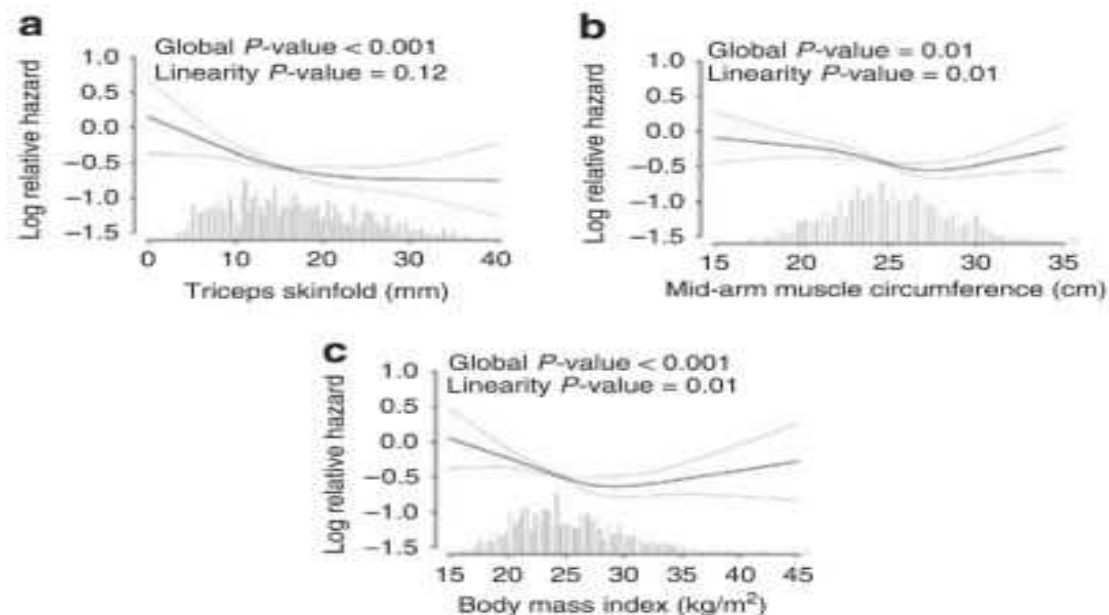 a
Global P-value < 0.001
Linearity P-value = 0.12
Log relative hazard
1.0
0.5
0.0
−0.5
−1.0
−1.5
0 10 20 30 40
Triceps skinfold (mm)
b
Global P-value = 0.01
Linearity P-value = 0.01
Log relative hazard
1.0
0.5
0.0
−0.5
−1.0
−1.5
15 20 25 30 35
Mid-arm muscle circumference (cm)
c
Global P-value < 0.001
Linearity P-value = 0.01
Log relative hazard
1.0
0.5
0.0
−0.5
−1.0
−1.5
15 20 25 30 35 40 45
Body mass index (kg/m²)